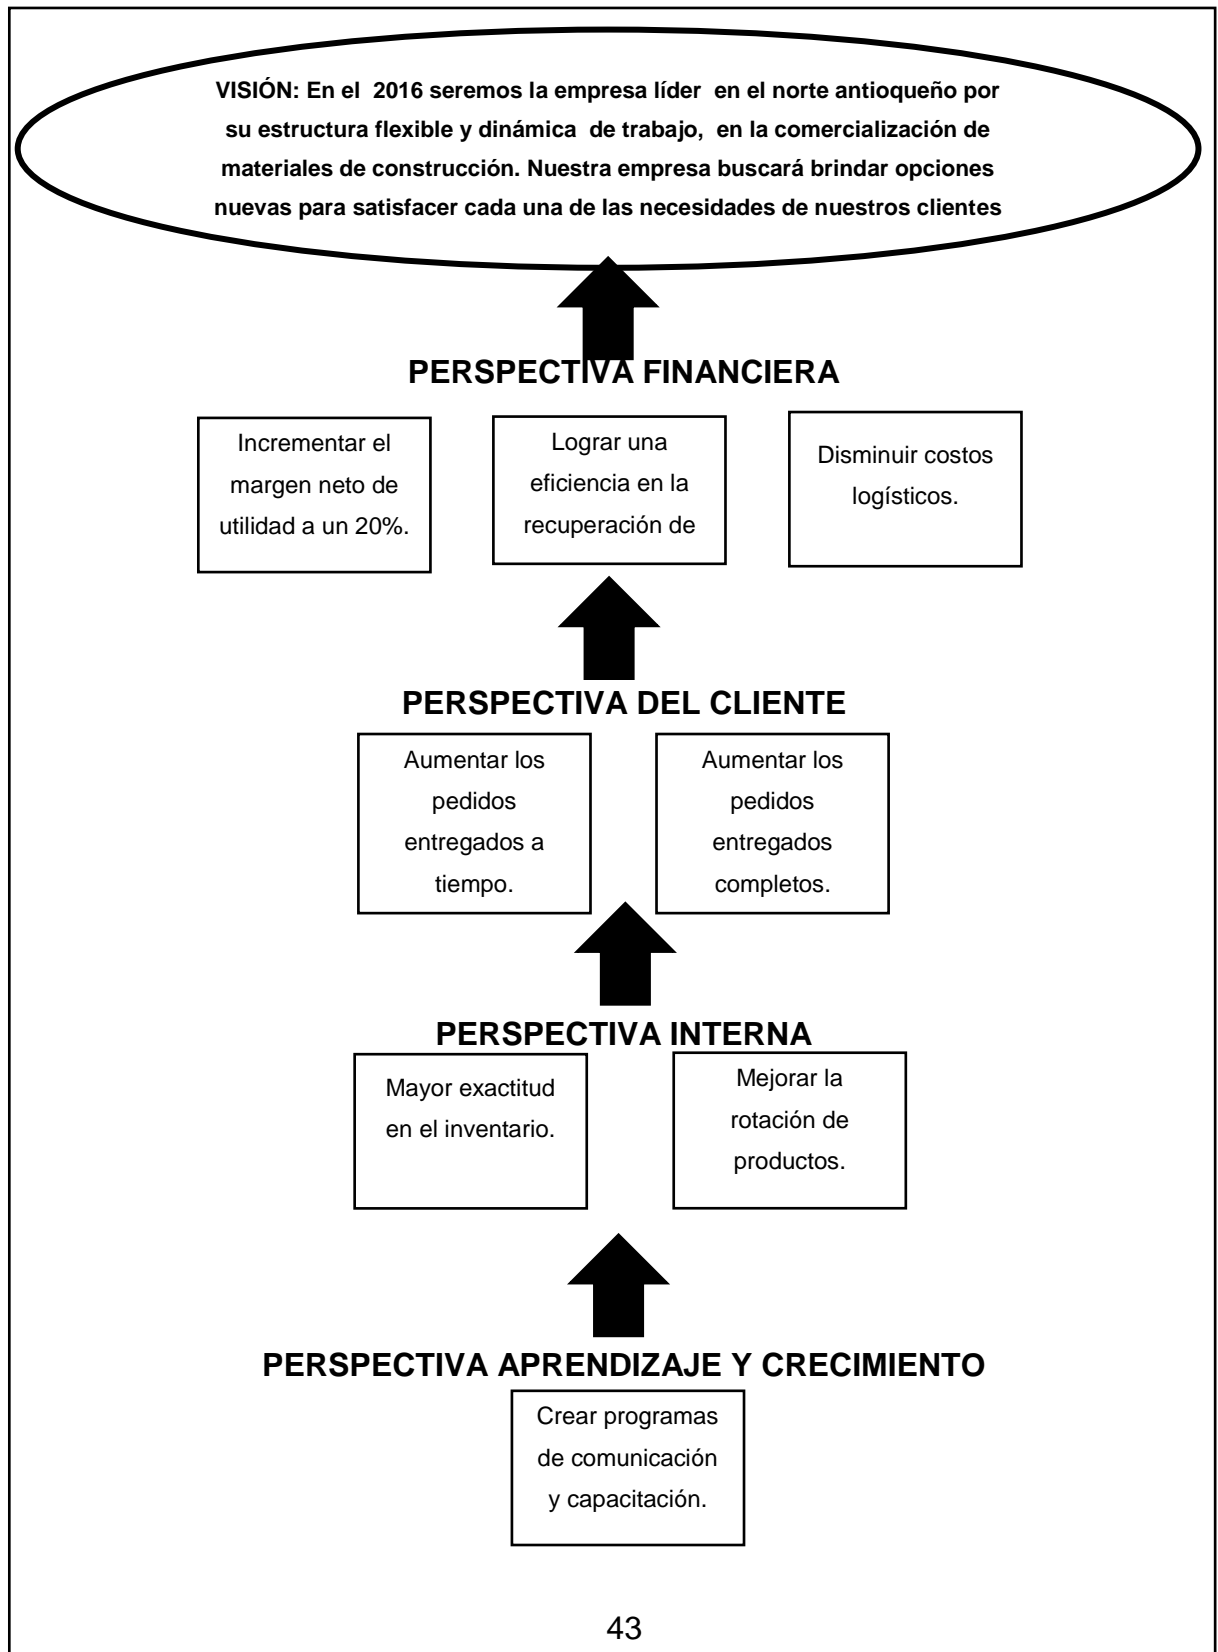 VISIÓN: En el 2016 seremos la empresa líder en el norte antioqueño por
su estructura flexible y dinámica de trabajo, en la comercialización de
materiales de construcción. Nuestra empresa buscará brindar opciones
nuevas para satisfacer cada una de las necesidades de nuestros clientes
PERSPECTIVA FINANCIERA
Incrementar el
margen neto de
utilidad a un 20%.
Lograr una
eficiencia en la
recuperación de
Disminuir costos
logísticos.
PERSPECTIVA DEL CLIENTE
Aumentar los
pedidos
entregados a
tiempo.
Aumentar los
pedidos
entregados
completos.
PERSPECTIVA INTERNA
Mayor exactitud
en el inventario.
Mejorar la
rotación de
productos.
PERSPECTIVA APRENDIZAJE Y CRECIMIENTO
Crear programas
de comunicación
y capacitación.
43